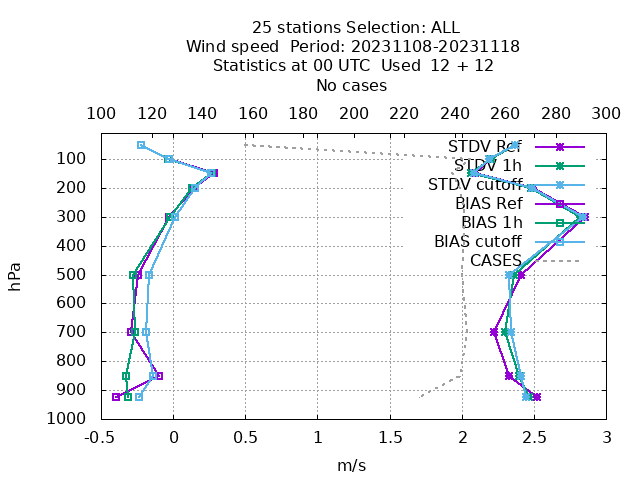 25 stations Selection: ALL
Wind speed  Period: 20231108-20231118
Statistics at 00 UTC  Used  12 + 12
No cases
100 120 140 160 180 200 220 240 260 280 300
STDV Ref
STDV 1h
STDV cutoff
BIAS Ref
BIAS 1h
BIAS cutoff
CASES
hPa
100
200
300
400
500
600
700
800
900
1000
-0.5 0 0.5 1 1.5 2 2.5 3
m/s